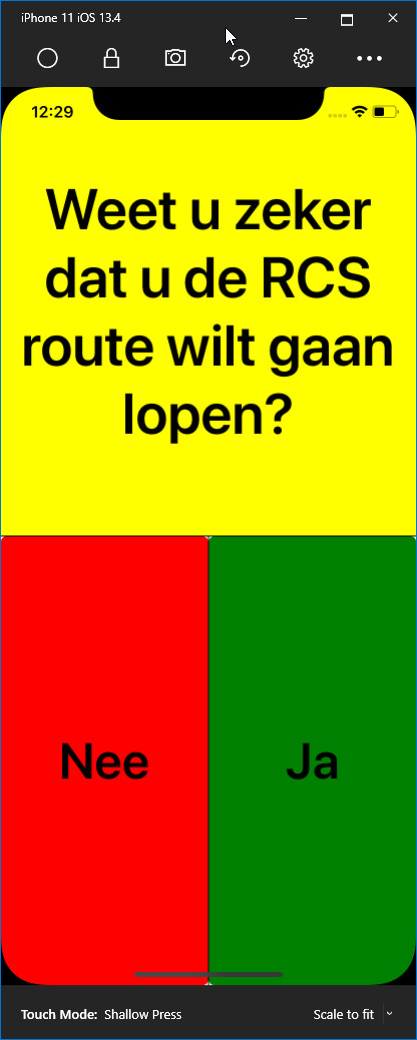 iPhone 11 iOS 13.4
12:29
Weet u zeker
dat u de RCS
route wilt gaan
lopen?
Nee
Ja
Touch Mode: Shallow Press
Scale to fit